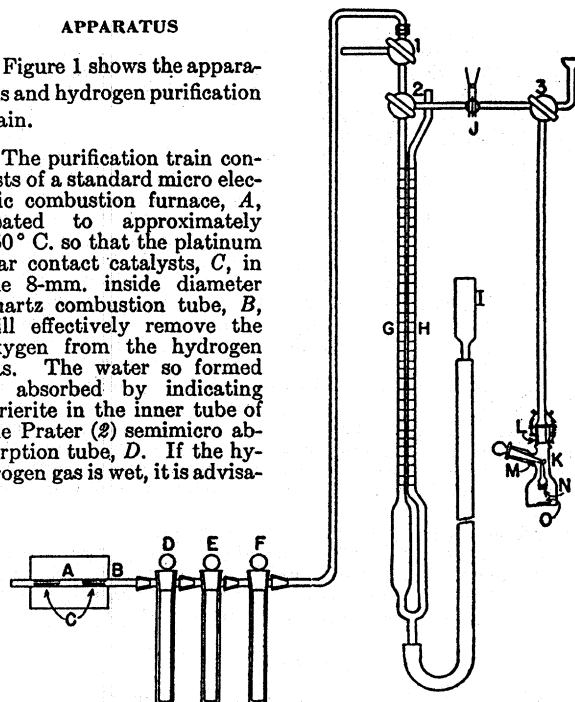 APPARATUS
Figure 1 shows the appara-
s and hydrogen purification
ain.
The purification train con-
sts of a standard micro elec-
ic combustion furnace, A,
ated to approximately
50° C. so that the platinum
ar contact catalysts, C, in
e 8-mm. inside diameter
uartz combustion tube, B,
ill effectively remove the
xygen from the hydrogen
as. The water so formed
absorbed by indicating
rierite in the inner tube of
e Prater (2) semimicro ab-
rption tube, D. If the hy-
rogen gas is wet, it is advisa-
1
2
3
J
I
G H
L
K
M
N
O
D E F
A B
C